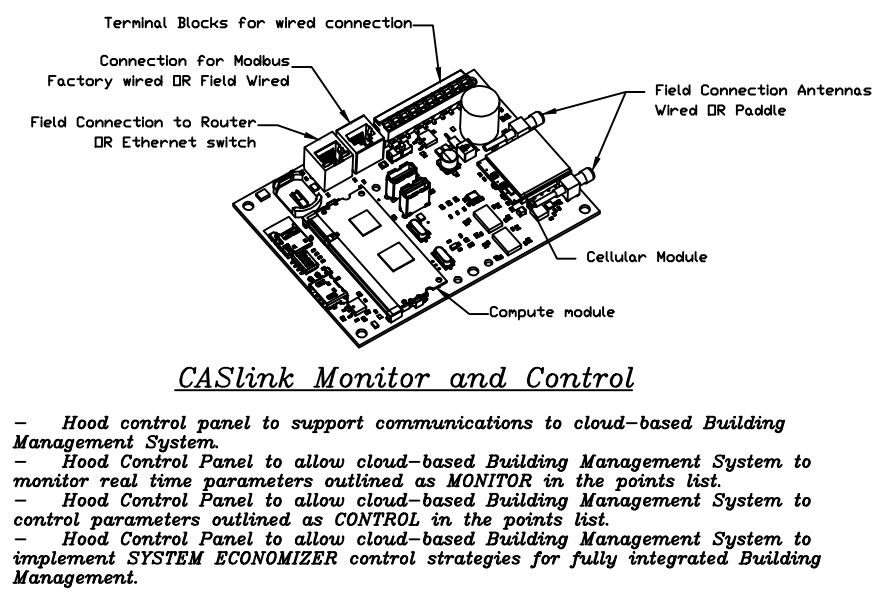 Terminal Blocks for wired connection
Connection for Modbus
Factory wired OR Field Wired
Field Connection to Router
OR Ethernet switch
Field Connection Antennas
Wired OR Paddle
Cellular Module
Compute module
CASlink Monitor and Control
- Hood control panel to support communications to cloud-based Building
Management System.
- Hood Control Panel to allow cloud-based Building Management System to
monitor real time parameters outlined as MONITOR in the points list.
- Hood Control Panel to allow cloud-based Building Management System to
control parameters outlined as CONTROL in the points list.
- Hood Control Panel to allow cloud-based Building Management System to
implement SYSTEM ECONOMIZER control strategies for fully integrated Building
Management.